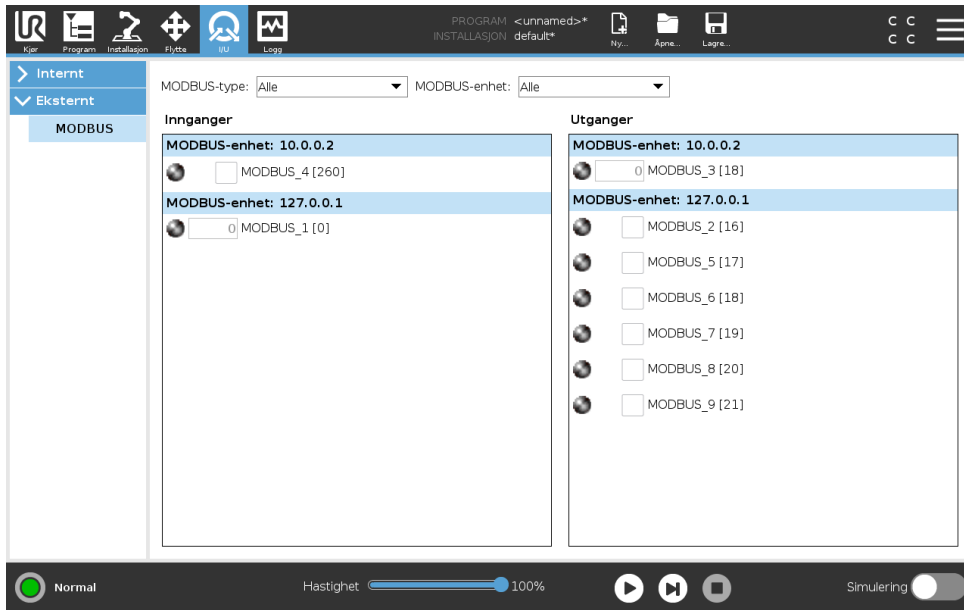 PROGRAM <unnamed>*
INSTALLASJON default*
UR
Kjør Program Installasjon Flytte I/U Logg Ny... Åpne... Lagre...
C C
C C
Internt
Eksternt
MODBUS
MODBUS-type: Alle MODBUS-enhet: Alle
Innganger
MODBUS-enhet: 10.0.0.2
MODBUS_4 [260]
MODBUS-enhet: 127.0.0.1
0 MODBUS_1 [0]
Utganger
MODBUS-enhet: 10.0.0.2
0 MODBUS_3 [18]
MODBUS-enhet: 127.0.0.1
MODBUS_2 [16]
MODBUS_5 [17]
MODBUS_6 [18]
MODBUS_7 [19]
MODBUS_8 [20]
MODBUS_9 [21]
Normal Hastighet 100% Simulering